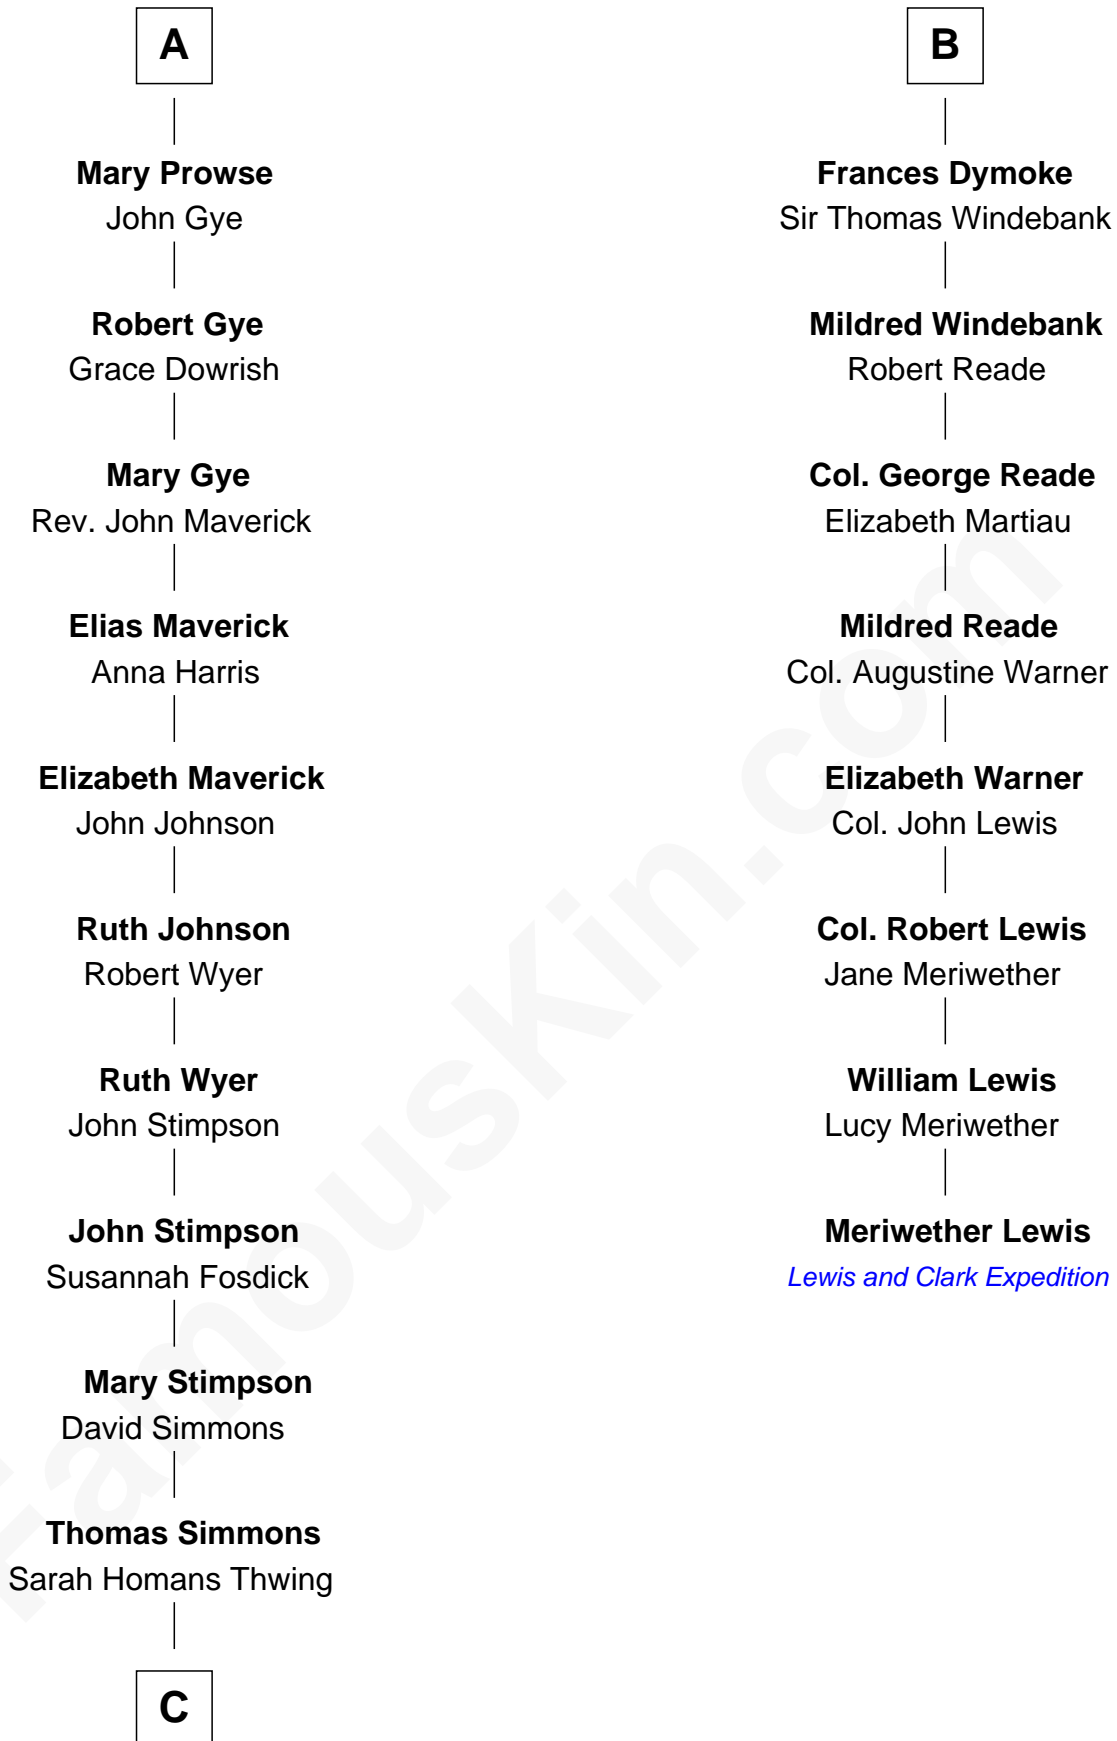 A
Mary Prowse
John Gye
Robert Gye
Grace Dowrish
Mary Gye
Rev. John Maverick
Elias Maverick
Anna Harris
Elizabeth Maverick
John Johnson
Ruth Johnson
Robert Wyer
Ruth Wyer
John Stimpson
John Stimpson
Susannah Fosdick
Mary Stimpson
David Simmons
Thomas Simmons
Sarah Homans Thwing
C
B
Frances Dymoke
Sir Thomas Windebank
Mildred Windebank
Robert Reade
Col. George Reade
Elizabeth Martiau
Mildred Reade
Col. Augustine Warner
Elizabeth Warner
Col. John Lewis
Col. Robert Lewis
Jane Meriwether
William Lewis
Lucy Meriwether
Meriwether Lewis
Lewis and Clark Expedition
FamousKin.com